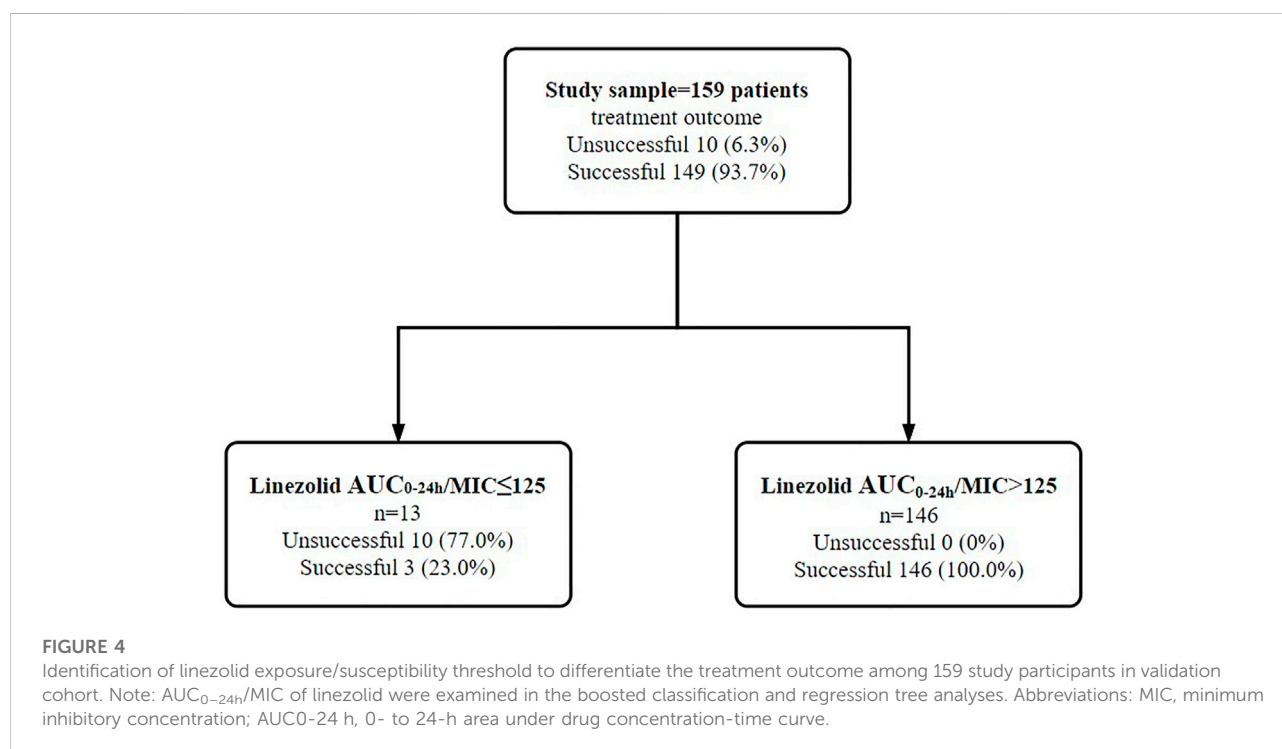 Study sample=159 patients
treatment outcome
Unsuccessful 10 (6.3%)
Successful 149 (93.7%)
Linezolid AUC0-24h/MIC≤125
n=13
Unsuccessful 10 (77.0%)
Successful 3 (23.0%)
Linezolid AUC0-24h/MIC>125
n=146
Unsuccessful 0 (0%)
Successful 146 (100.0%)
FIGURE 4
Identification of linezolid exposure/susceptibility threshold to differentiate the treatment outcome among 159 study participants in validation
cohort. Note: AUC0–24h/MIC of linezolid were examined in the boosted classification and regression tree analyses. Abbreviations: MIC, minimum
inhibitory concentration; AUC0-24 h, 0- to 24-h area under drug concentration-time curve.